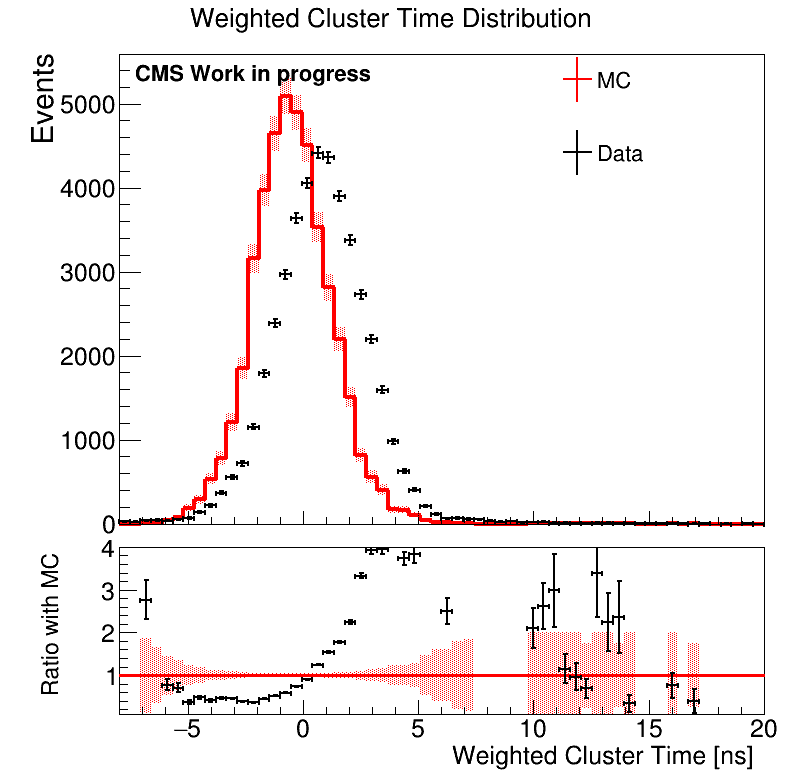 Weighted Cluster Time Distribution
Events
CMS Work in progress
MC
Data
5000
4000
3000
2000
1000
0
Ratio with MC
4
3
2
1
−5 0 5 10 15 20
Weighted Cluster Time [ns]